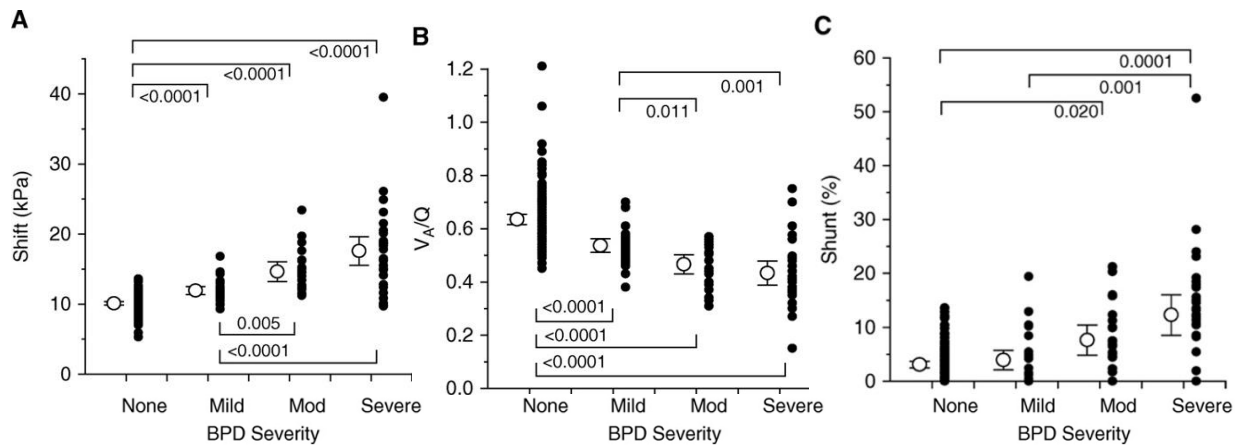 A
<0.0001
<0.0001
<0.0001
40
30
20
10
0
Shift (kPa)
0.005
<0.0001
None Mild Mod Severe
BPD Severity
B
1.2
1.0
0.8
0.6
0.4
0.2
0.0
V_A/Q
0.001
0.011
<0.0001
<0.0001
<0.0001
None Mild Mod Severe
BPD Severity
C
60
50
40
30
20
10
0
Shunt (%)
0.0001
0.001
0.020
None Mild Mod Severe
BPD Severity